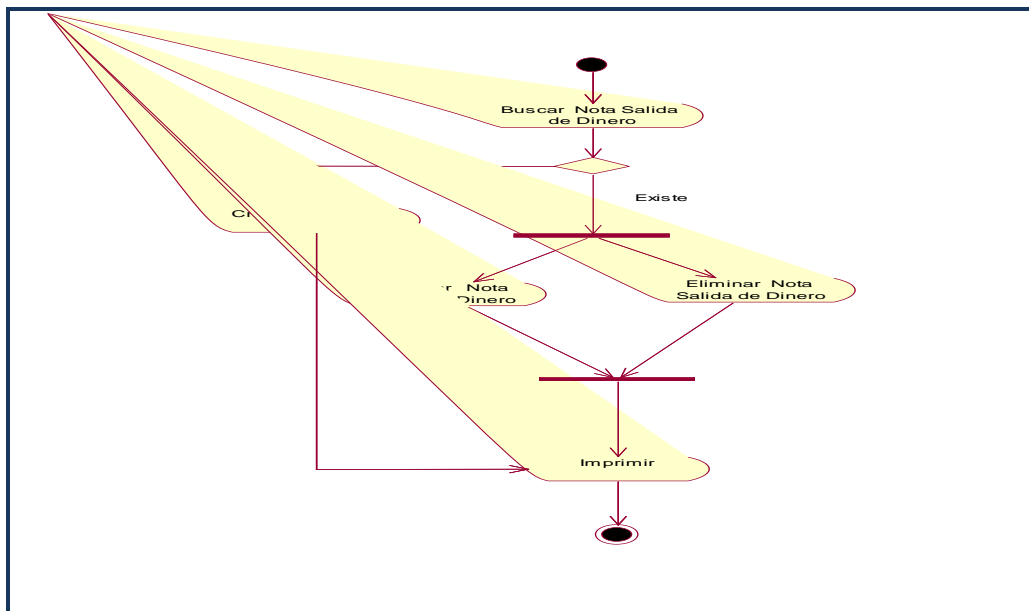 Buscar Nota Salida
de Dinero
Existe
Nota
Dinero
Eliminar Nota
Salida de Dinero
Imprimir